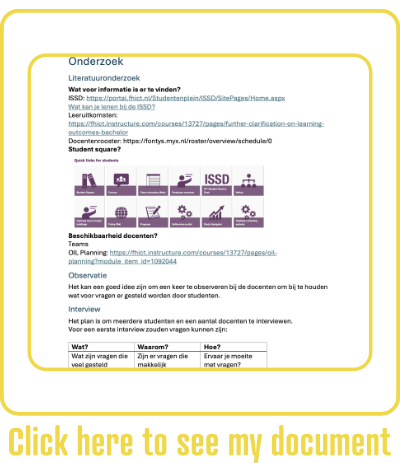 Onderzoek
Literatuuronderzoek
Wat voor informatie is er te vinden?
ISSD: https://portal.fhict.nl/Studentenplein/ISSD/SitePages/Home.aspx
Wat kan je lenen bij de ISSD?
Leeruitkomsten:
https://fhict.instructure.com/courses/13727/pages/further-clarification-on-learning-
outcomes-bachelor
Docentenrooster: https://fontys.myx.nl/roster/overview/schedule/0
Student square?
Quick links for students
ISSD
Beschikbaarheid docenten?
Teams
OIL Planning: https://fhict.instructure.com/courses/13727/pages/oil-
planning?module_item_id=1092044
Observatie
Het kan een goed idee zijn om een keer te observeren bij de docenten om bij te houden
wat voor vragen er gesteld worden door studenten.
Interview
Het plan is om meerdere studenten en een aantal docenten te interviewen.
Voor een eerste interview zouden vragen kunnen zijn:
Wat? Waarom? Hoe?
Wat zijn vragen die Zijn er vragen die Ervaar je moeite
veel gesteld makkelijk met vragen?
Click here to see my document